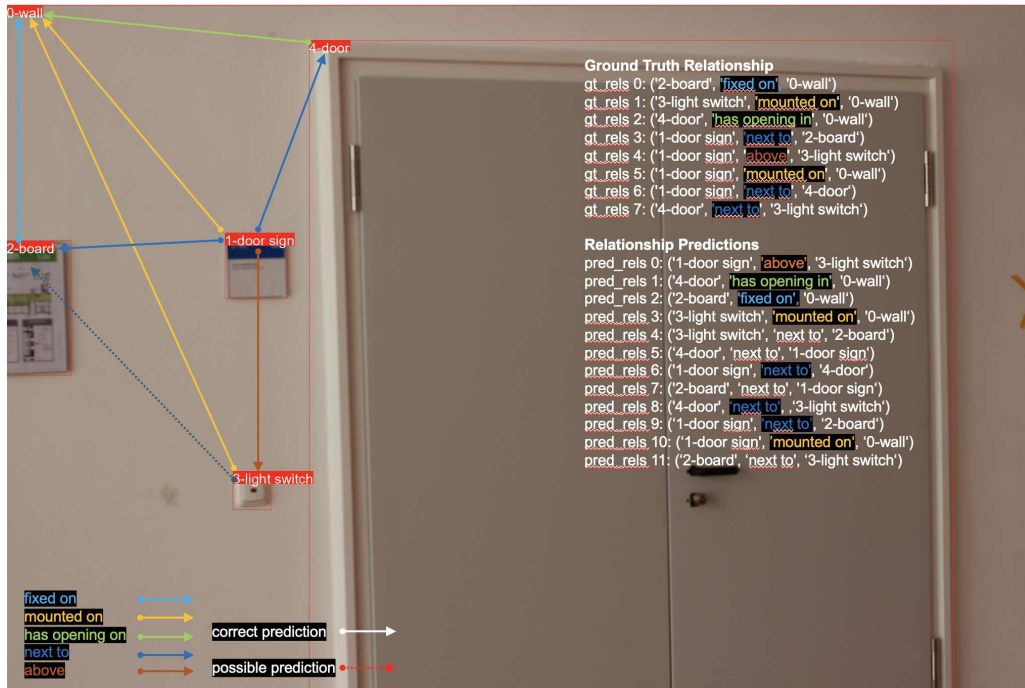 0-wall
4-door
Ground Truth Relationship
gt_rels 0: ('2-board', 'fixed on', '0-wall')
gt_rels 1: ('3-light switch', 'mounted on', '0-wall')
gt_rels 2: ('4-door', 'has opening in', '0-wall')
gt_rels 3: ('1-door sign', 'next to', '2-board')
gt_rels 4: ('1-door sign', 'above', '3-light switch')
gt_rels 5: ('1-door sign', 'mounted on', '0-wall')
gt_rels 6: ('1-door sign', 'next to', '4-door')
gt_rels 7: ('4-door', 'next to', '3-light switch')
2-board
1-door sign
Relationship Predictions
pred_rels 0: ('1-door sign', 'above', '3-light switch')
pred_rels 1: ('4-door', 'has opening in', '0-wall')
pred_rels 2: ('2-board', 'fixed on', '0-wall')
pred_rels 3: ('3-light switch', 'mounted on', '0-wall')
pred_rels 4: ('3-light switch', 'next to', '2-board')
pred_rels 5: ('4-door', 'next to', '1-door sign')
pred_rels 6: ('1-door sign', 'next to', '4-door')
pred_rels 7: ('2-board', 'next to', '1-door sign')
pred_rels 8: ('4-door', 'next to', ,'3-light switch')
pred_rels 9: ('1-door sign', 'next to', '2-board')
pred_rels 10: ('1-door sign', 'mounted on', '0-wall')
pred_rels 11: ('2-board', 'next to', '3-light switch')
3-light switch
fixed on
mounted on
has opening on
next to
above
correct prediction
possible prediction